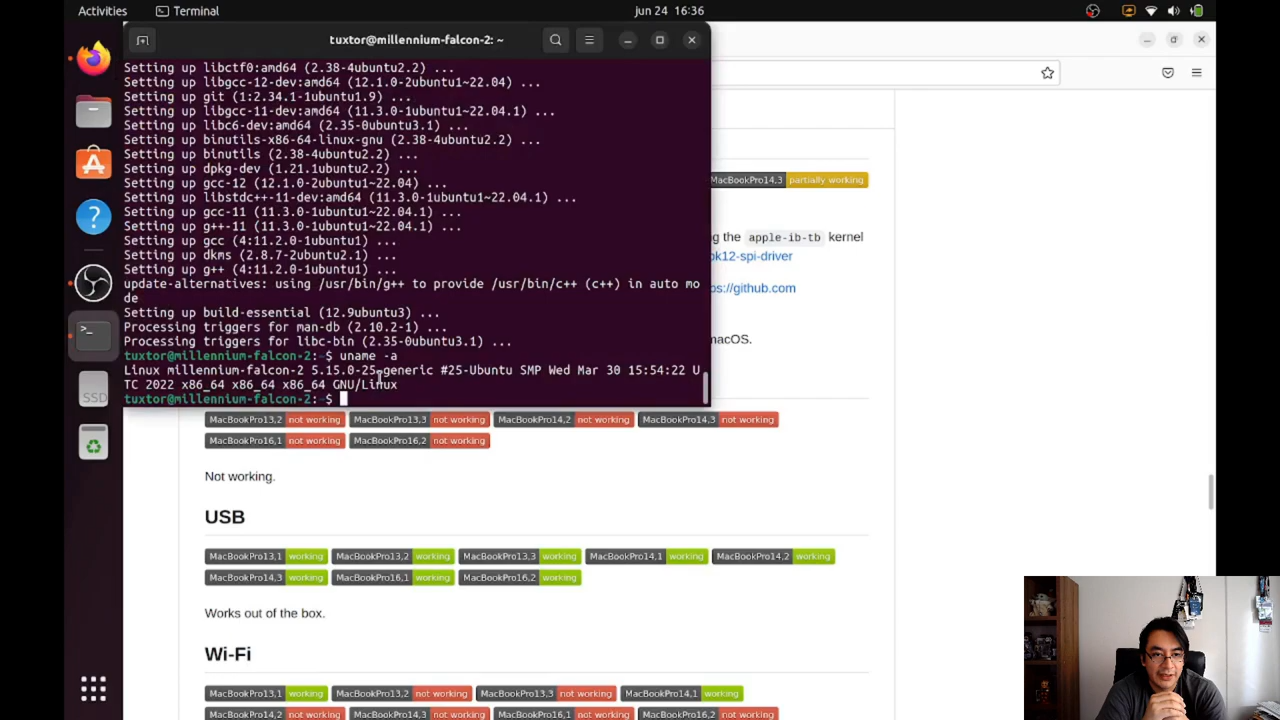 Activities
Terminal
jun 24 16:36
tuxtor@millennium-falcon-2: ~
Setting up libctf0:amd64 (2.38-4ubuntu2.2) ...
Setting up libgcc-12-dev:amd64 (12.1.0-2ubuntu1~22.04) ...
Setting up git (1:2.34.1-1ubuntu1.9) ...
Setting up libgcc-11-dev:amd64 (11.3.0-1ubuntu1~22.04.1) ...
Setting up libc6-dev:amd64 (2.35-0ubuntu3.1) ...
Setting up binutils-x86-64-linux-gnu (2.38-4ubuntu2.2) ...
Setting up binutils (2.38-4ubuntu2.2) ...
Setting up dpkg-dev (1.21.1ubuntu2.2) ...
Setting up gcc-12 (12.1.0-2ubuntu1~22.04) ...
Setting up libstdc++-11-dev:amd64 (11.3.0-1ubuntu1~22.04.1) ...
Setting up gcc-11 (11.3.0-1ubuntu1~22.04.1) ...
Setting up g++-11 (11.3.0-1ubuntu1~22.04.1) ...
Setting up gcc (4:11.2.0-1ubuntu1) ...
Setting up dkms (2.8.7-2ubuntu2.1) ...
Setting up g++ (4:11.2.0-1ubuntu1) ...
update-alternatives: using /usr/bin/g++ to provide /usr/bin/c++ (c++) in auto mo
de
Setting up build-essential (12.9ubuntu3) ...
Processing triggers for man-db (2.10.2-1) ...
Processing triggers for libc-bin (2.35-0ubuntu3.1) ...
tuxtor@millennium-falcon-2:~$ uname -a
Linux millennium-falcon-2 5.15.0-25-generic #25-Ubuntu SMP Wed Mar 30 15:54:22 U
TC 2022 x86_64 x86_64 x86_64 GNU/Linux
tuxtor@millennium-falcon-2:~$
SSD
MacBookPro14,3 partially working
g the apple-ib-tb kernel
ok12-spi-driver
ps://github.com
macOS.
MacBookPro13,2 not working MacBookPro13,3 not working MacBookPro14,2 not working MacBookPro14,3 not working
MacBookPro16,1 not working MacBookPro16,2 not working
Not working.
USB
MacBookPro13,1 working MacBookPro13,2 working MacBookPro13,3 working MacBookPro14,1 working MacBookPro14,2 working
MacBookPro14,3 working MacBookPro16,1 working MacBookPro16,2 working
Works out of the box.
Wi-Fi
MacBookPro13,1 working MacBookPro13,2 not working MacBookPro13,3 not working MacBookPro14,1 working
MacBookPro14,2 not working MacBookPro14,3 not working MacBookPro16,1 not working MacBookPro16,2 not working